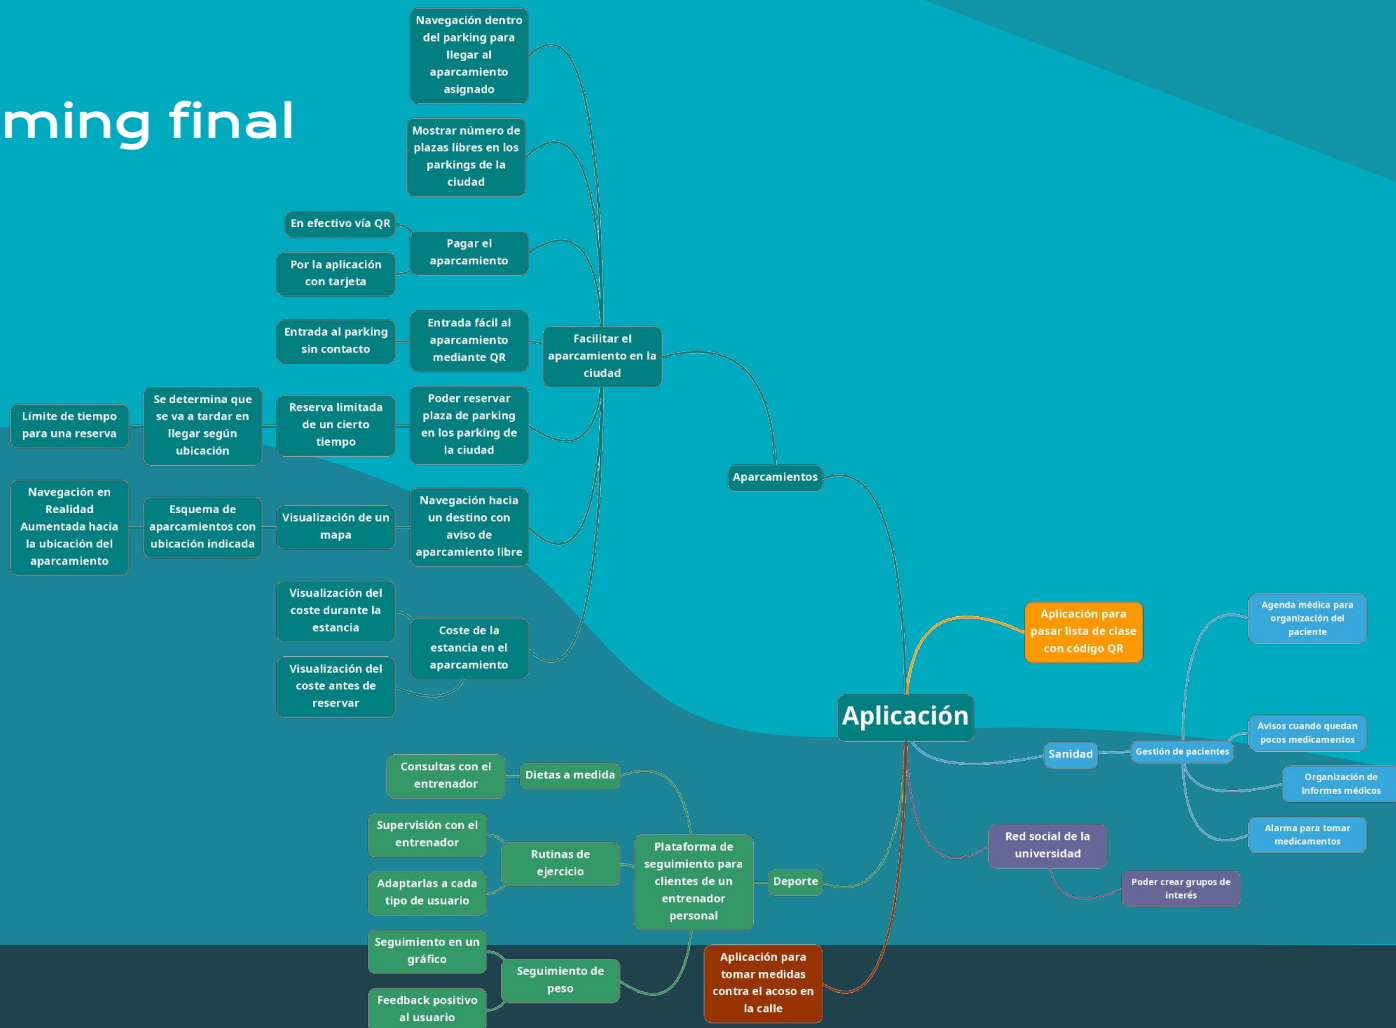 ming final
Navegación dentro
del parking para
llegar al
aparcamiento
asignado
Mostrar número de
plazas libres en los
parkings de la
ciudad
En efectivo vía QR
Por la aplicación
con tarjeta
Pagar el
aparcamiento
Entrada al parking
sin contacto
Entrada fácil al
aparcamiento
mediante QR
Facilitar el
aparcamiento en la
ciudad
Límite de tiempo
para una reserva
Se determina que
se va a tardar en
llegar según
ubicación
Reserva limitada
de un cierto
tiempo
Poder reservar
plaza de parking
en los parking de
la ciudad
Aparcamientos
Navegación en
Realidad
Aumentada hacia
la ubicación del
aparcamiento
Esquema de
aparcamientos con
ubicación indicada
Visualización de un
mapa
Navegación hacia
un destino con
aviso de
aparcamiento libre
Visualización del
coste durante la
estancia
Visualización del
coste antes de
reservar
Coste de la
estancia en el
aparcamiento
Aplicación para
pasar lista de clase
con código QR
Agenda médica para
organización del
paciente
Aplicación
Sanidad
Gestión de pacientes
Avisos cuando quedan
pocos medicamentos
Organización de
informes médicos
Alarma para tomar
medicamentos
Red social de la
universidad
Poder crear grupos de
interés
Consultas con el
entrenador
Dietas a medida
Supervisión con el
entrenador
Adaptarlas a cada
tipo de usuario
Rutinas de
ejercicio
Plataforma de
seguimiento para
clientes de un
entrenador
personal
Deporte
Seguimiento en un
gráfico
Feedback positivo
al usuario
Seguimiento de
peso
Aplicación para
tomar medidas
contra el acoso en
la calle